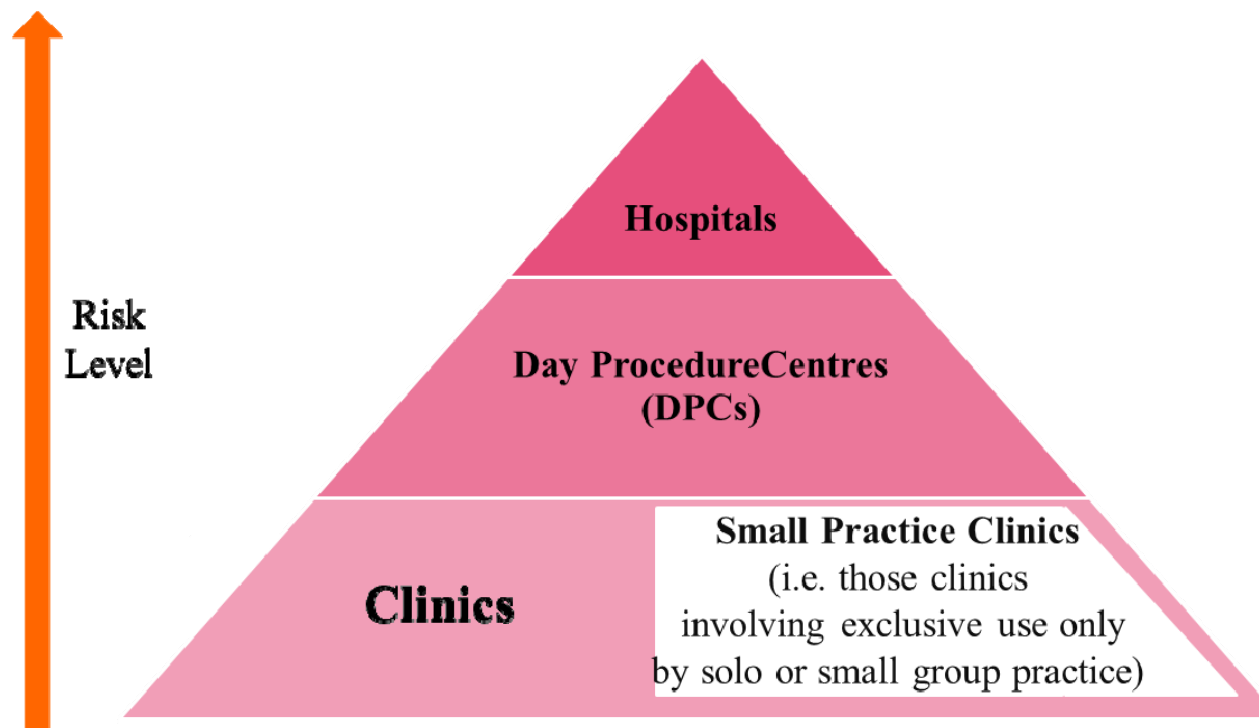 Hospitals
Risk
Level
Day ProcedureCentres
(DPCs)
Clinics
Small Practice Clinics
(i.e. those clinics
involving exclusive use only
by solo or small group practice)